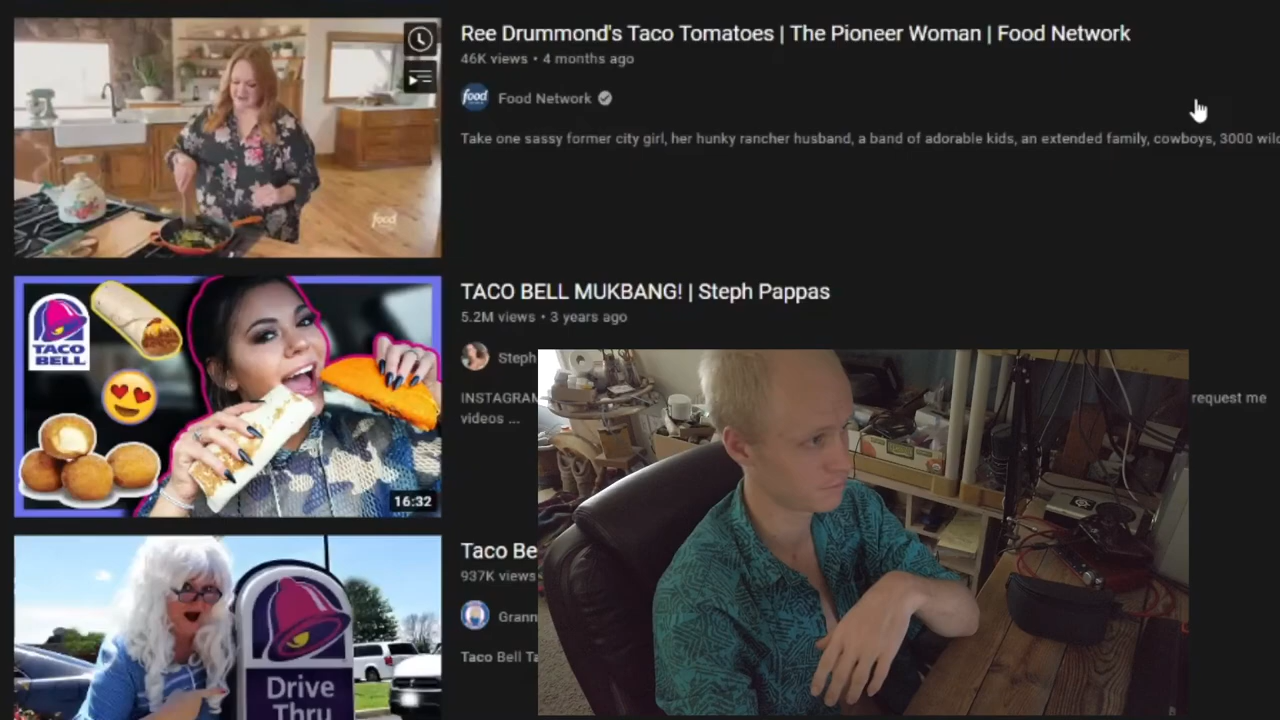 Ree Drummond's Taco Tomatoes | The Pioneer Woman | Food Network
46K views • 4 months ago
food
Food Network
Take one sassy former city girl, her hunky rancher husband, a band of adorable kids, an extended family, cowboys, 3000
food
TACO BELL MUKBANG! | Steph Pappas
5.2M views • 3 years ago
Steph
INSTAGRAM
request me
videos ...
TACO
BELL
16:32
Taco Be
937K views
Grann
Taco Bell Ta
Drive
Thru